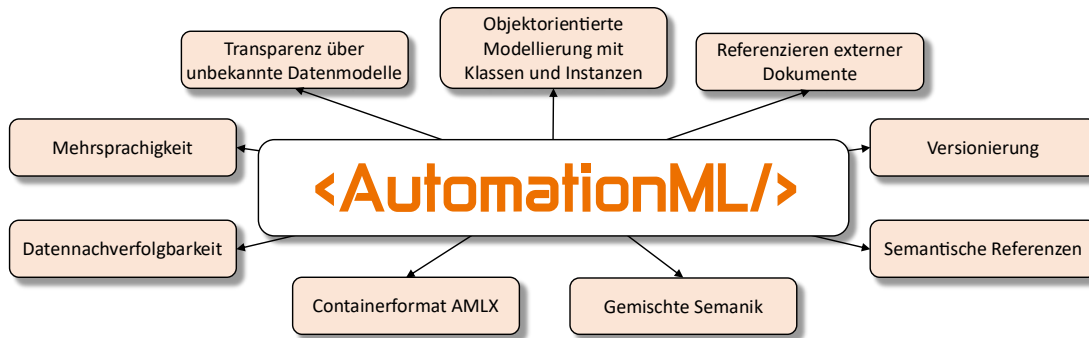 Transparenz über
unbekannte Datenmodelle
Objektorientierte
Modellierung mit
Klassen und Instanzen
Referenzieren externer
Dokumente
Mehrsprachigkeit
<AutomationML/>
Versionierung
Datennachverfolgbarkeit
Semantische Referenzen
Containerformat AMLX
Gemischte Semanik